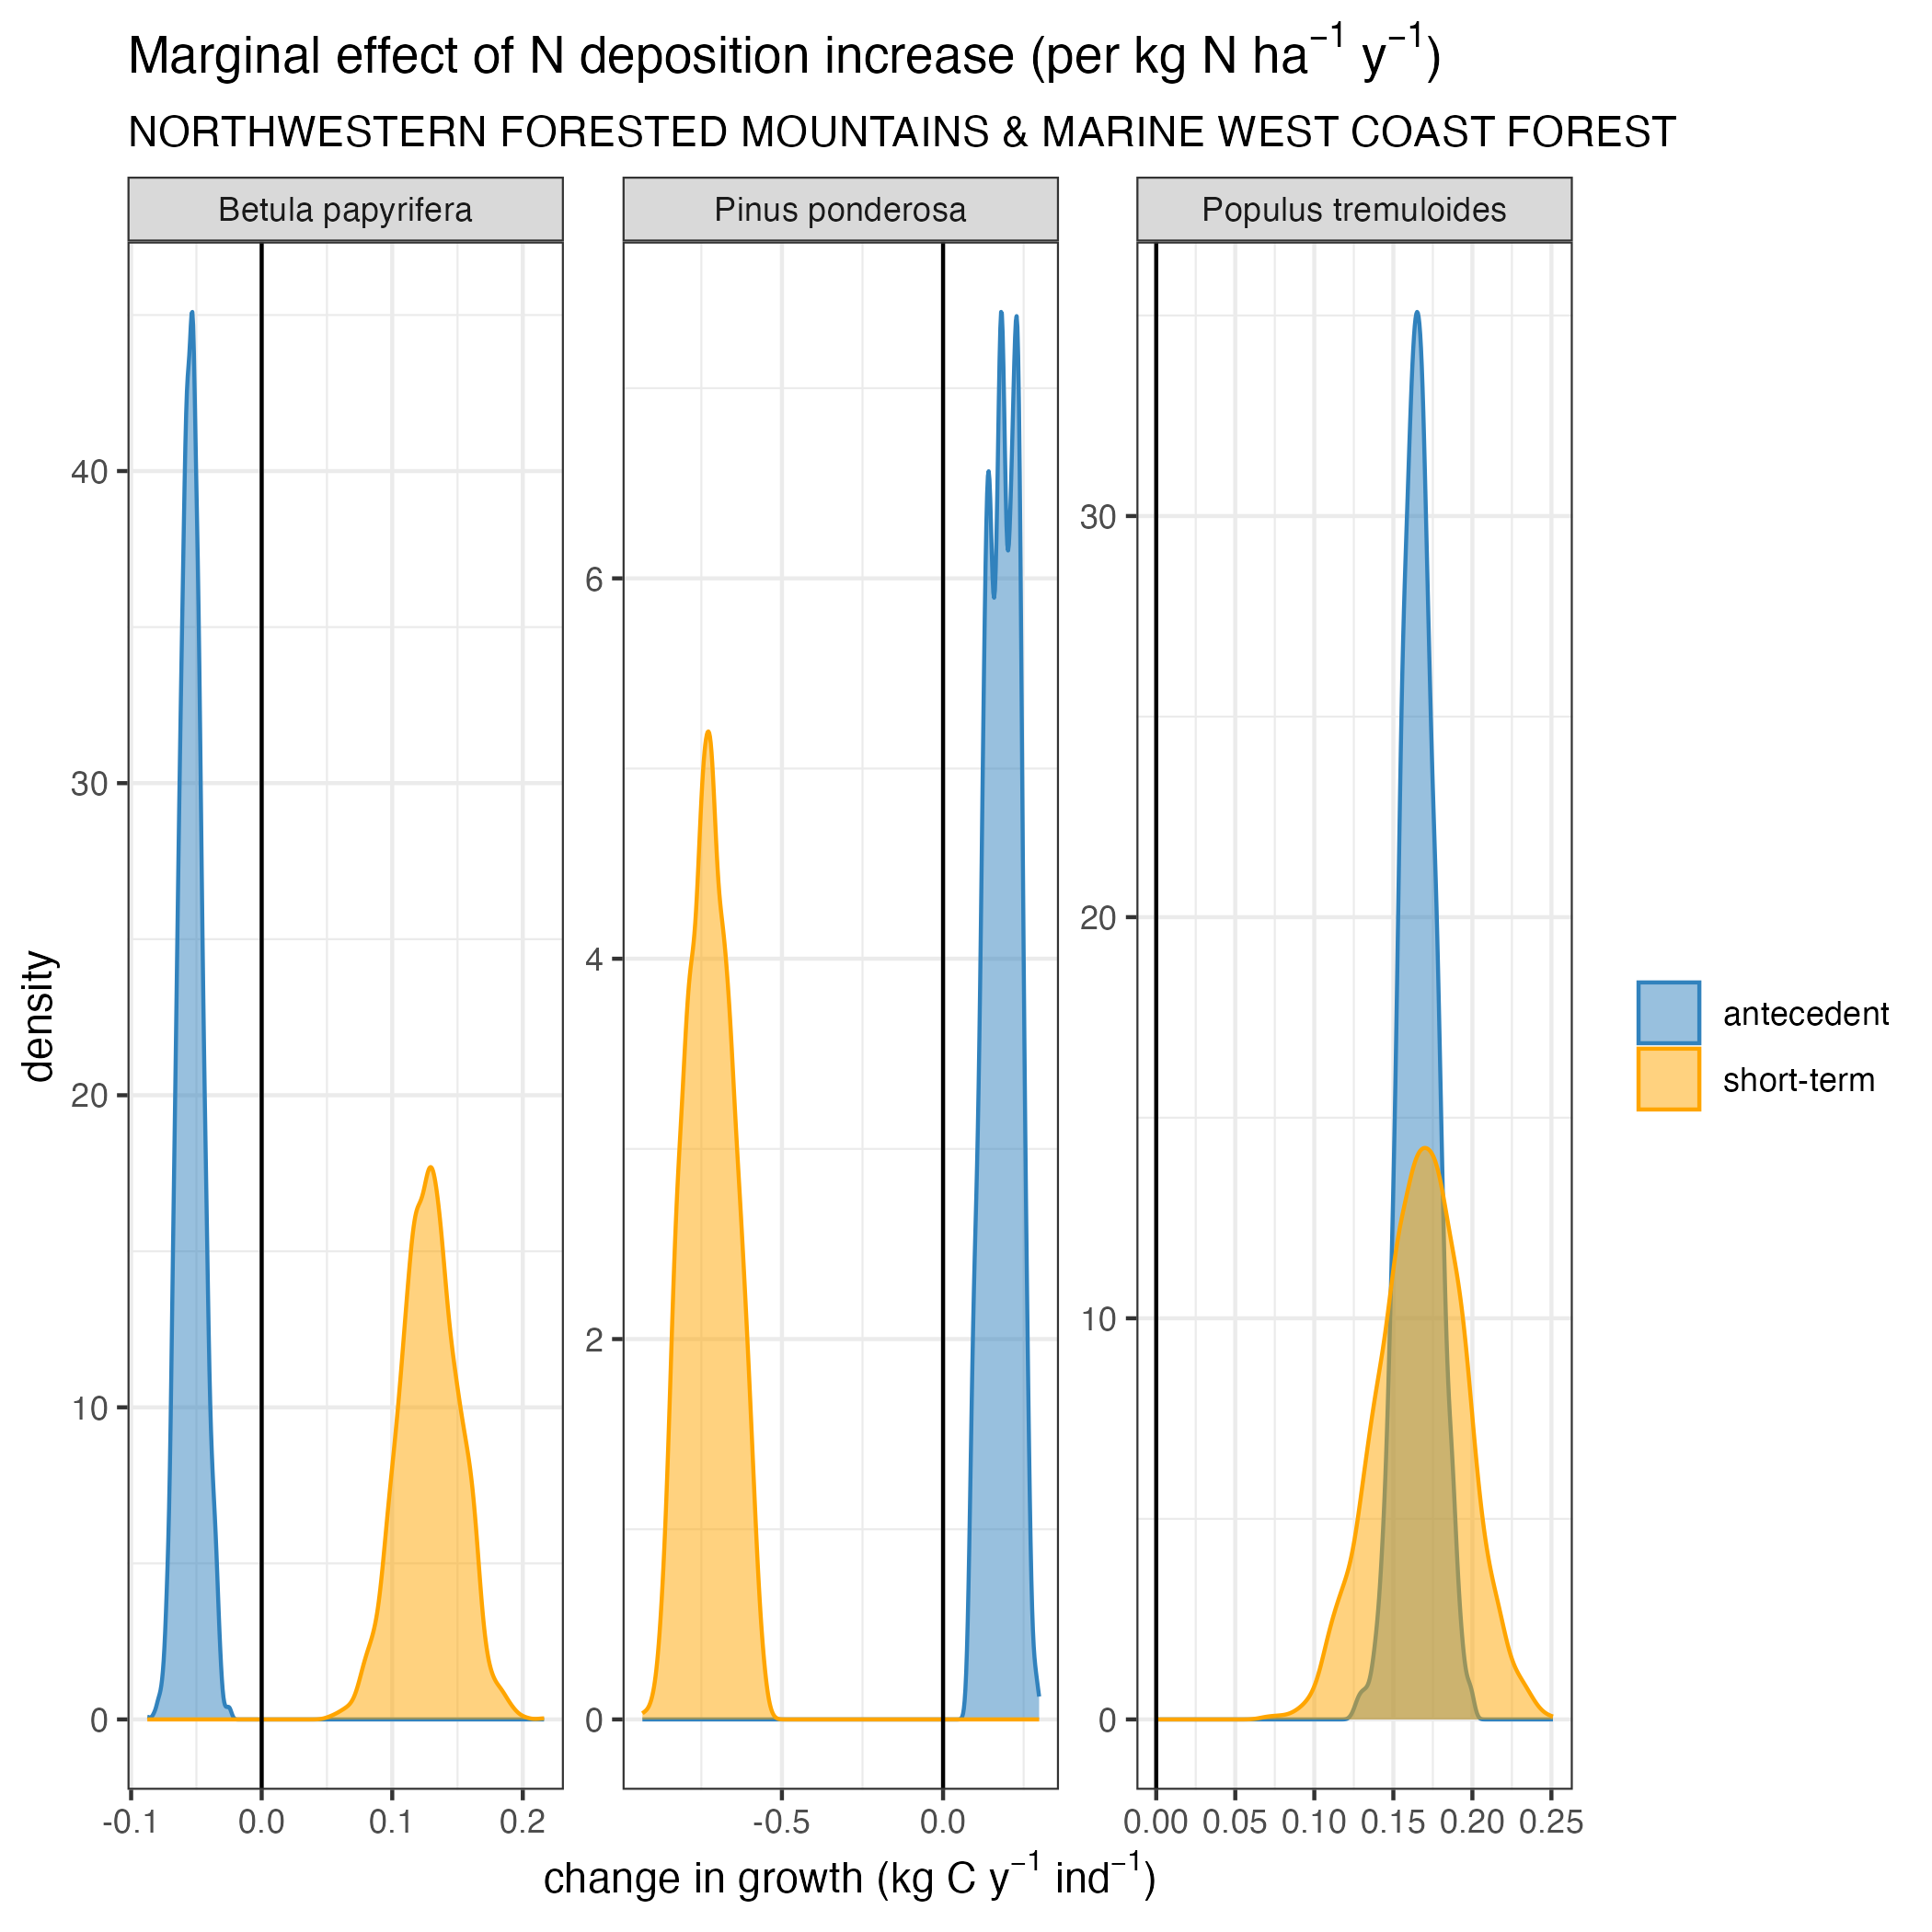 Marginal effect of N deposition increase (per kg N ha⁻¹ y⁻¹)
NORTHWESTERN FORESTED MOUNTAINS & MARINE WEST COAST FOREST
Betula papyrifera
Pinus ponderosa
Populus tremuloides
density
40
30
20
10
0
6
4
2
0
30
20
10
0
-0.1 0.0 0.1 0.2
-0.5 0.0
0.00 0.05 0.10 0.15 0.20 0.25
change in growth (kg C y⁻¹ ind⁻¹)
antecedent
short-term